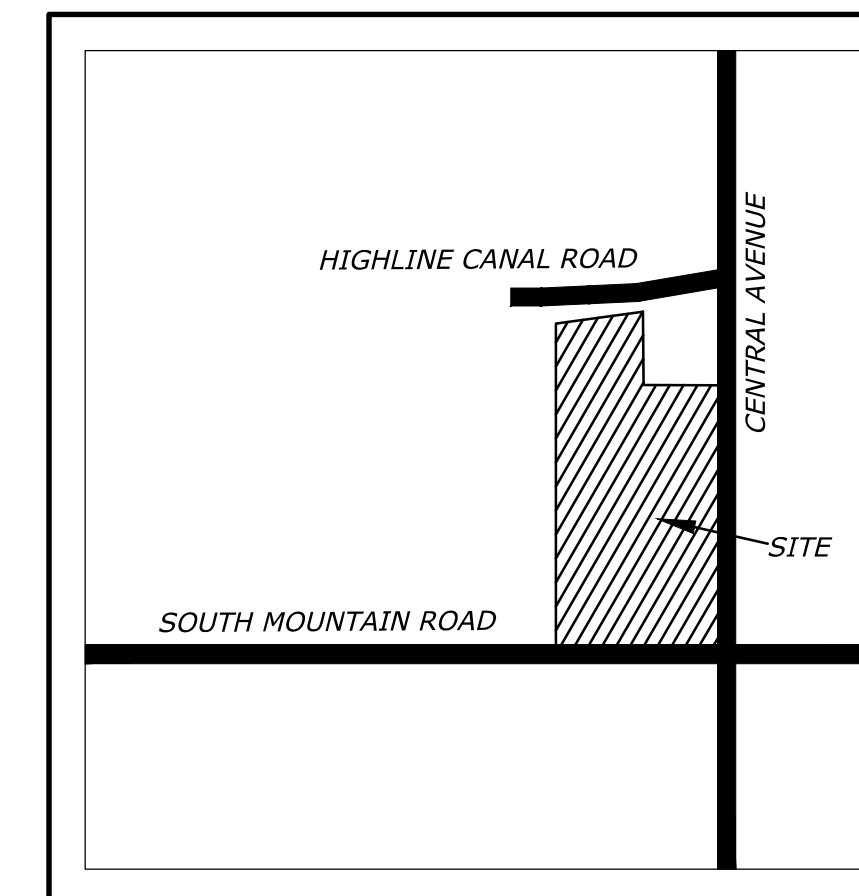 HIGHLINE CANAL ROAD
CENTRAL AVENUE
SITE
SOUTH MOUNTAIN ROAD